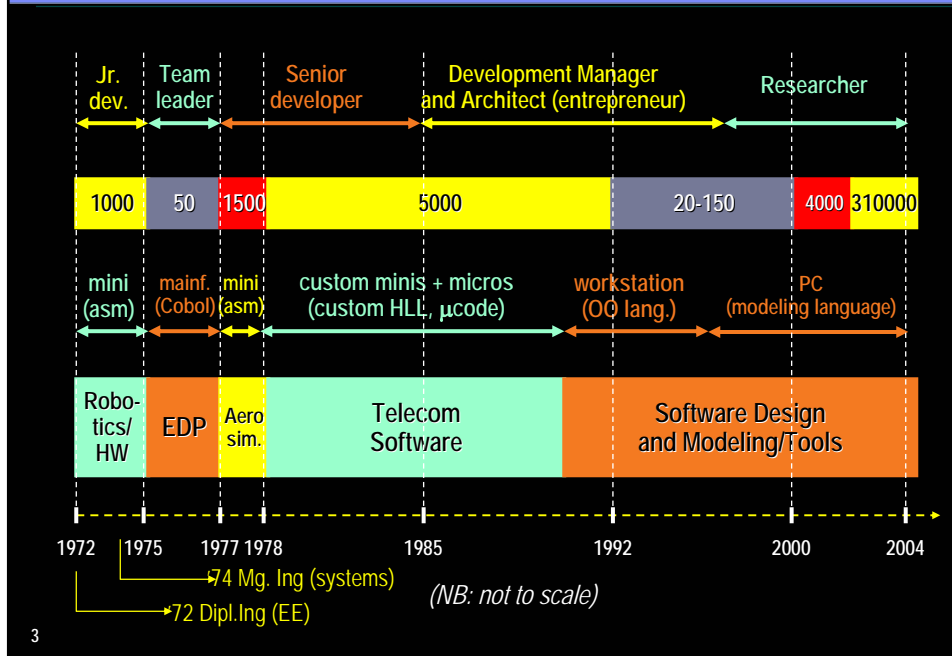 Jr.
dev.
Team
leader
Senior
developer
Development Manager
and Architect (entrepreneur)
Researcher
1000
50
1500
5000
20-150
4000
310000
mini
(asm)
mainf.
(Cobol)
mini
(asm)
custom minis + micros
(custom HLL, μcode)
workstation
(OO lang.)
PC
(modeling language)
Robo-
tics/
HW
EDP
Aero
sim.
Telecom
Software
Software Design
and Modeling/Tools
1972
1975
1977
1978
1985
1992
2000
2004
74 Mg. Ing (systems)
72 Dipl.Ing (EE)
(NB: not to scale)
3